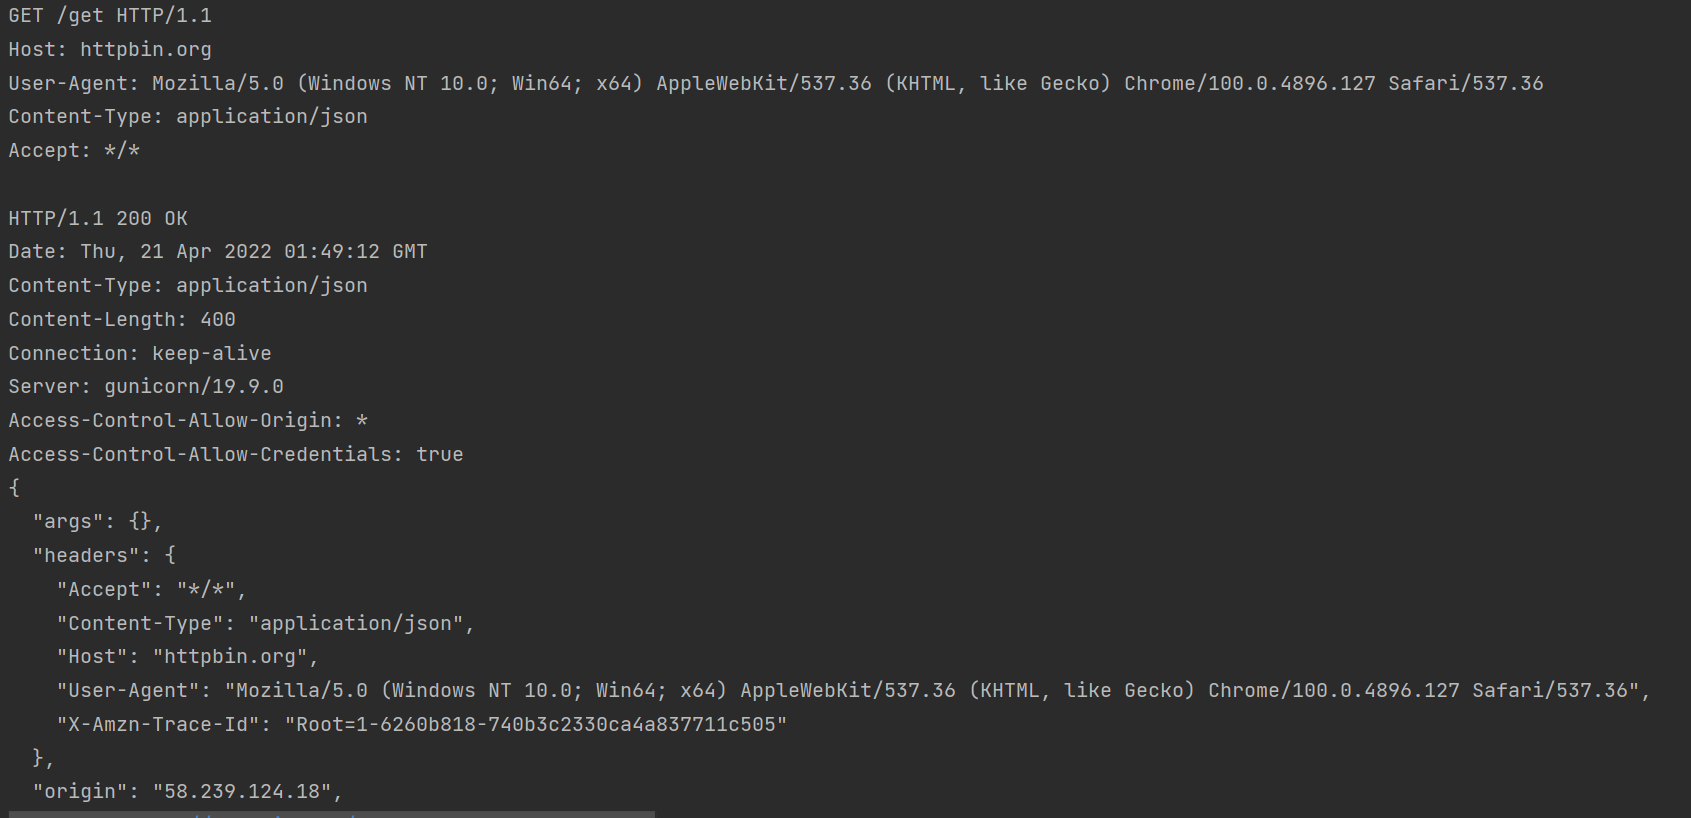 GET /get HTTP/1.1
Host: httpbin.org
User-Agent: Mozilla/5.0 (Windows NT 10.0; Win64; x64) AppleWebKit/537.36 (KHTML, like Gecko) Chrome/100.0.4896.127 Safari/537.36
Content-Type: application/json
Accept: */*
HTTP/1.1 200 OK
Date: Thu, 21 Apr 2022 01:49:12 GMT
Content-Type: application/json
Content-Length: 400
Connection: keep-alive
Server: gunicorn/19.9.0
Access-Control-Allow-Origin: *
Access-Control-Allow-Credentials: true
{
  "args": {},
  "headers": {
    "Accept": "*/*",
    "Content-Type": "application/json",
    "Host": "httpbin.org",
    "User-Agent": "Mozilla/5.0 (Windows NT 10.0; Win64; x64) AppleWebKit/537.36 (KHTML, like Gecko) Chrome/100.0.4896.127 Safari/537.36",
    "X-Amzn-Trace-Id": "Root=1-6260b818-740b3c2330ca4a837711c505"
  },
  "origin": "58.239.124.18",